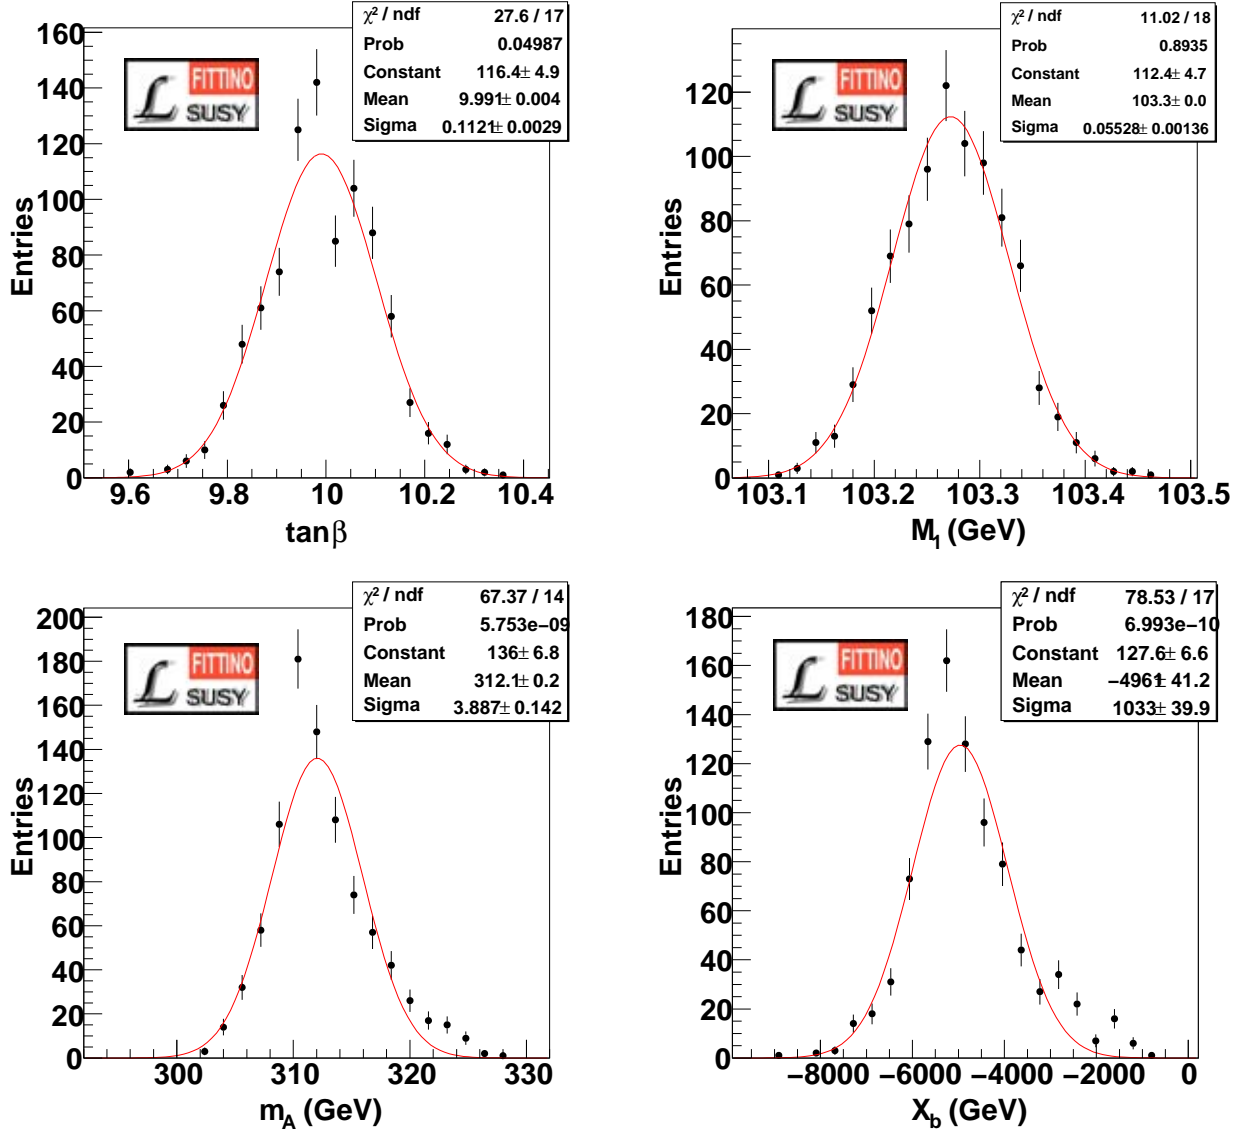 χ² / ndf 27.6 / 17
Prob 0.04987
Constant 116.4± 4.9
Mean 9.991± 0.004
Sigma 0.1121± 0.0029
L FITTINO
SUSY
Entries
160
140
120
100
80
60
40
20
0
9.6 9.8 10 10.2 10.4
tanβ
χ² / ndf 11.02 / 18
Prob 0.8935
Constant 112.4± 4.7
Mean 103.3± 0.0
Sigma 0.05528± 0.00136
L FITTINO
SUSY
Entries
120
100
80
60
40
20
0
103.1 103.2 103.3 103.4 103.5
M₁ (GeV)
χ² / ndf 67.37 / 14
Prob 5.753e−09
Constant 136± 6.8
Mean 312.1± 0.2
Sigma 3.887± 0.142
L FITTINO
SUSY
Entries
200
180
160
140
120
100
80
60
40
20
0
300 310 320 330
m_A (GeV)
χ² / ndf 78.53 / 17
Prob 6.993e−10
Constant 127.6± 6.6
Mean −4961± 41.2
Sigma 1033± 39.9
L FITTINO
SUSY
Entries
180
160
140
120
100
80
60
40
20
0
−8000 −6000 −4000 −2000 0
X_b (GeV)